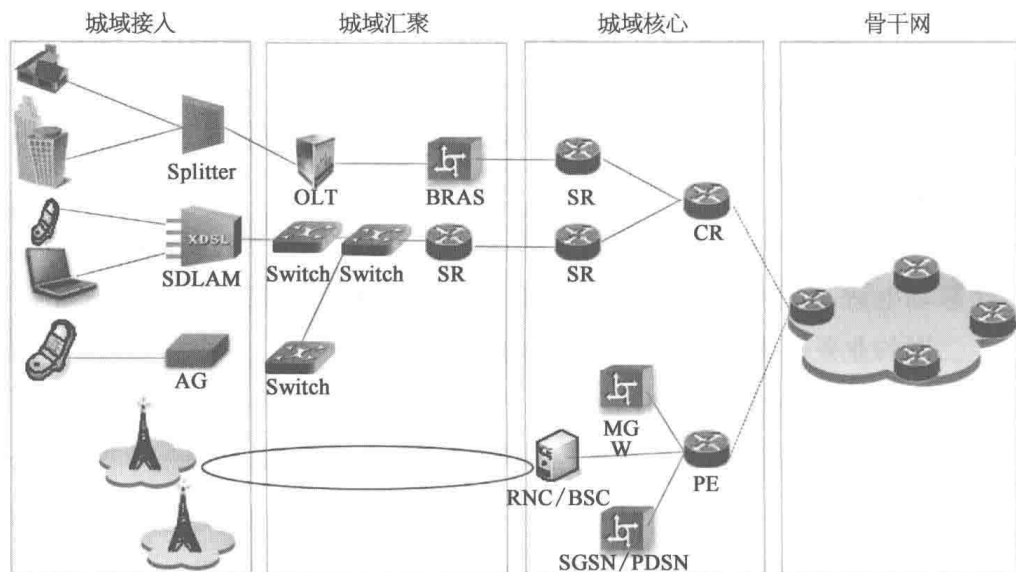 城域接入
城域汇聚
城域核心
骨干网
Splitter
OLT
BRAS
SR
CR
XDSL
SDLAM
Switch
Switch
SR
SR
AG
Switch
MG
W
RNC/BSC
PE
SGSN/PDSN